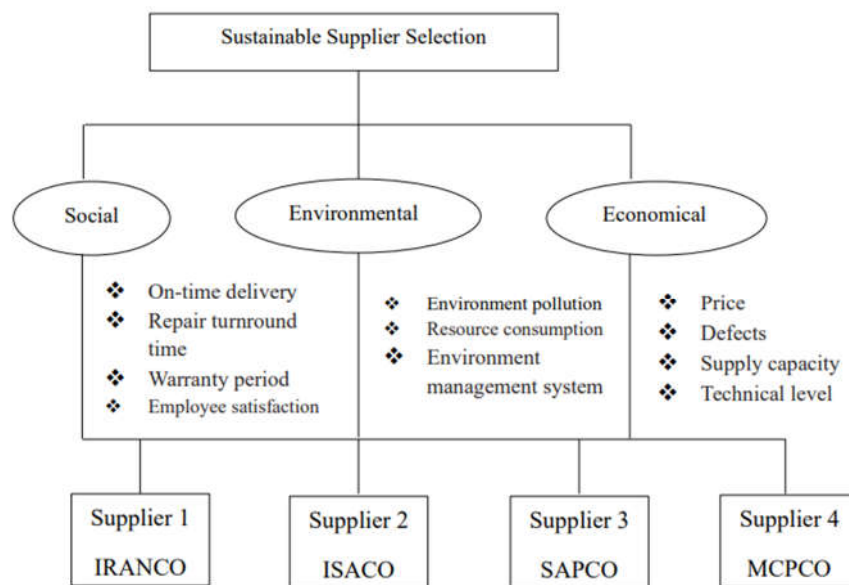 Sustainable Supplier Selection
Social
Environmental
Economical
❖ On-time delivery
❖ Repair turnround
time
❖ Warranty period
❖ Employee satisfaction
❖ Environment pollution
❖ Resource consumption
❖ Environment
management system
❖ Price
❖ Defects
❖ Supply capacity
❖ Technical level
Supplier 1
IRANCO
Supplier 2
ISACO
Supplier 3
SAPCO
Supplier 4
MCPCO